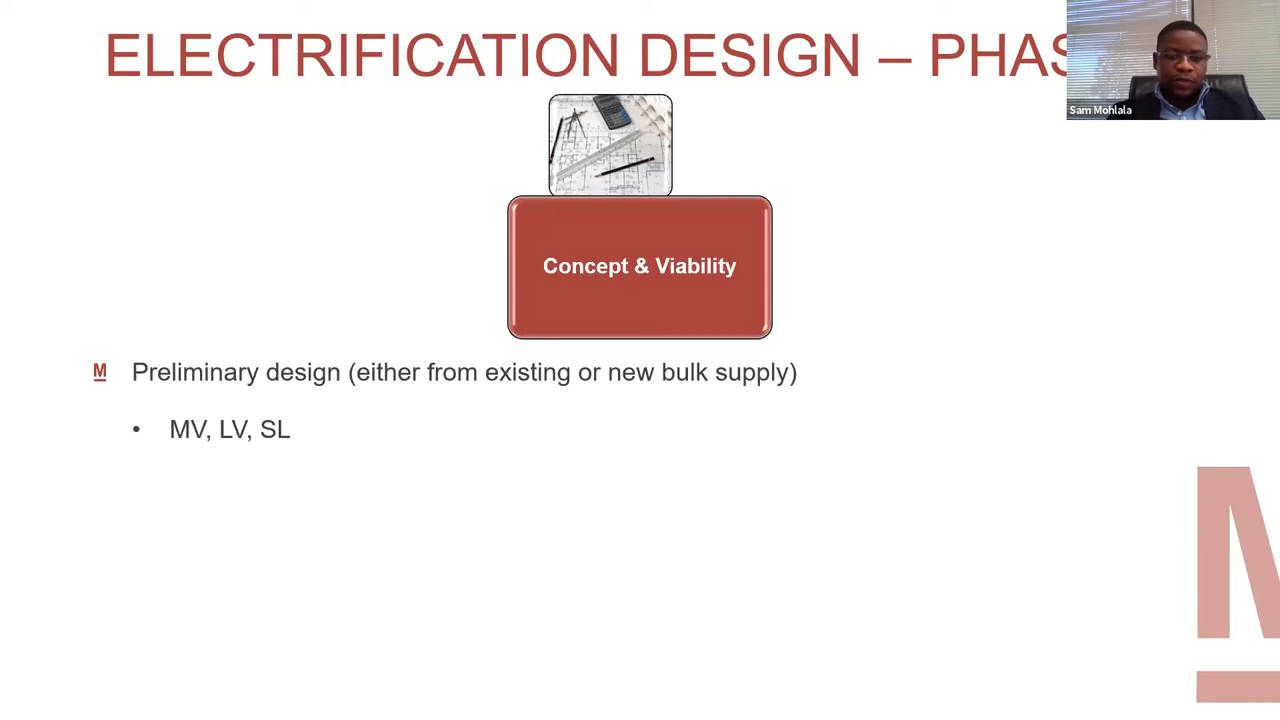 ELECTRIFICATION DESIGN – PHAS
Sam Mohlala
Concept & Viability
M Preliminary design (either from existing or new bulk supply)
• MV, LV, SL
M